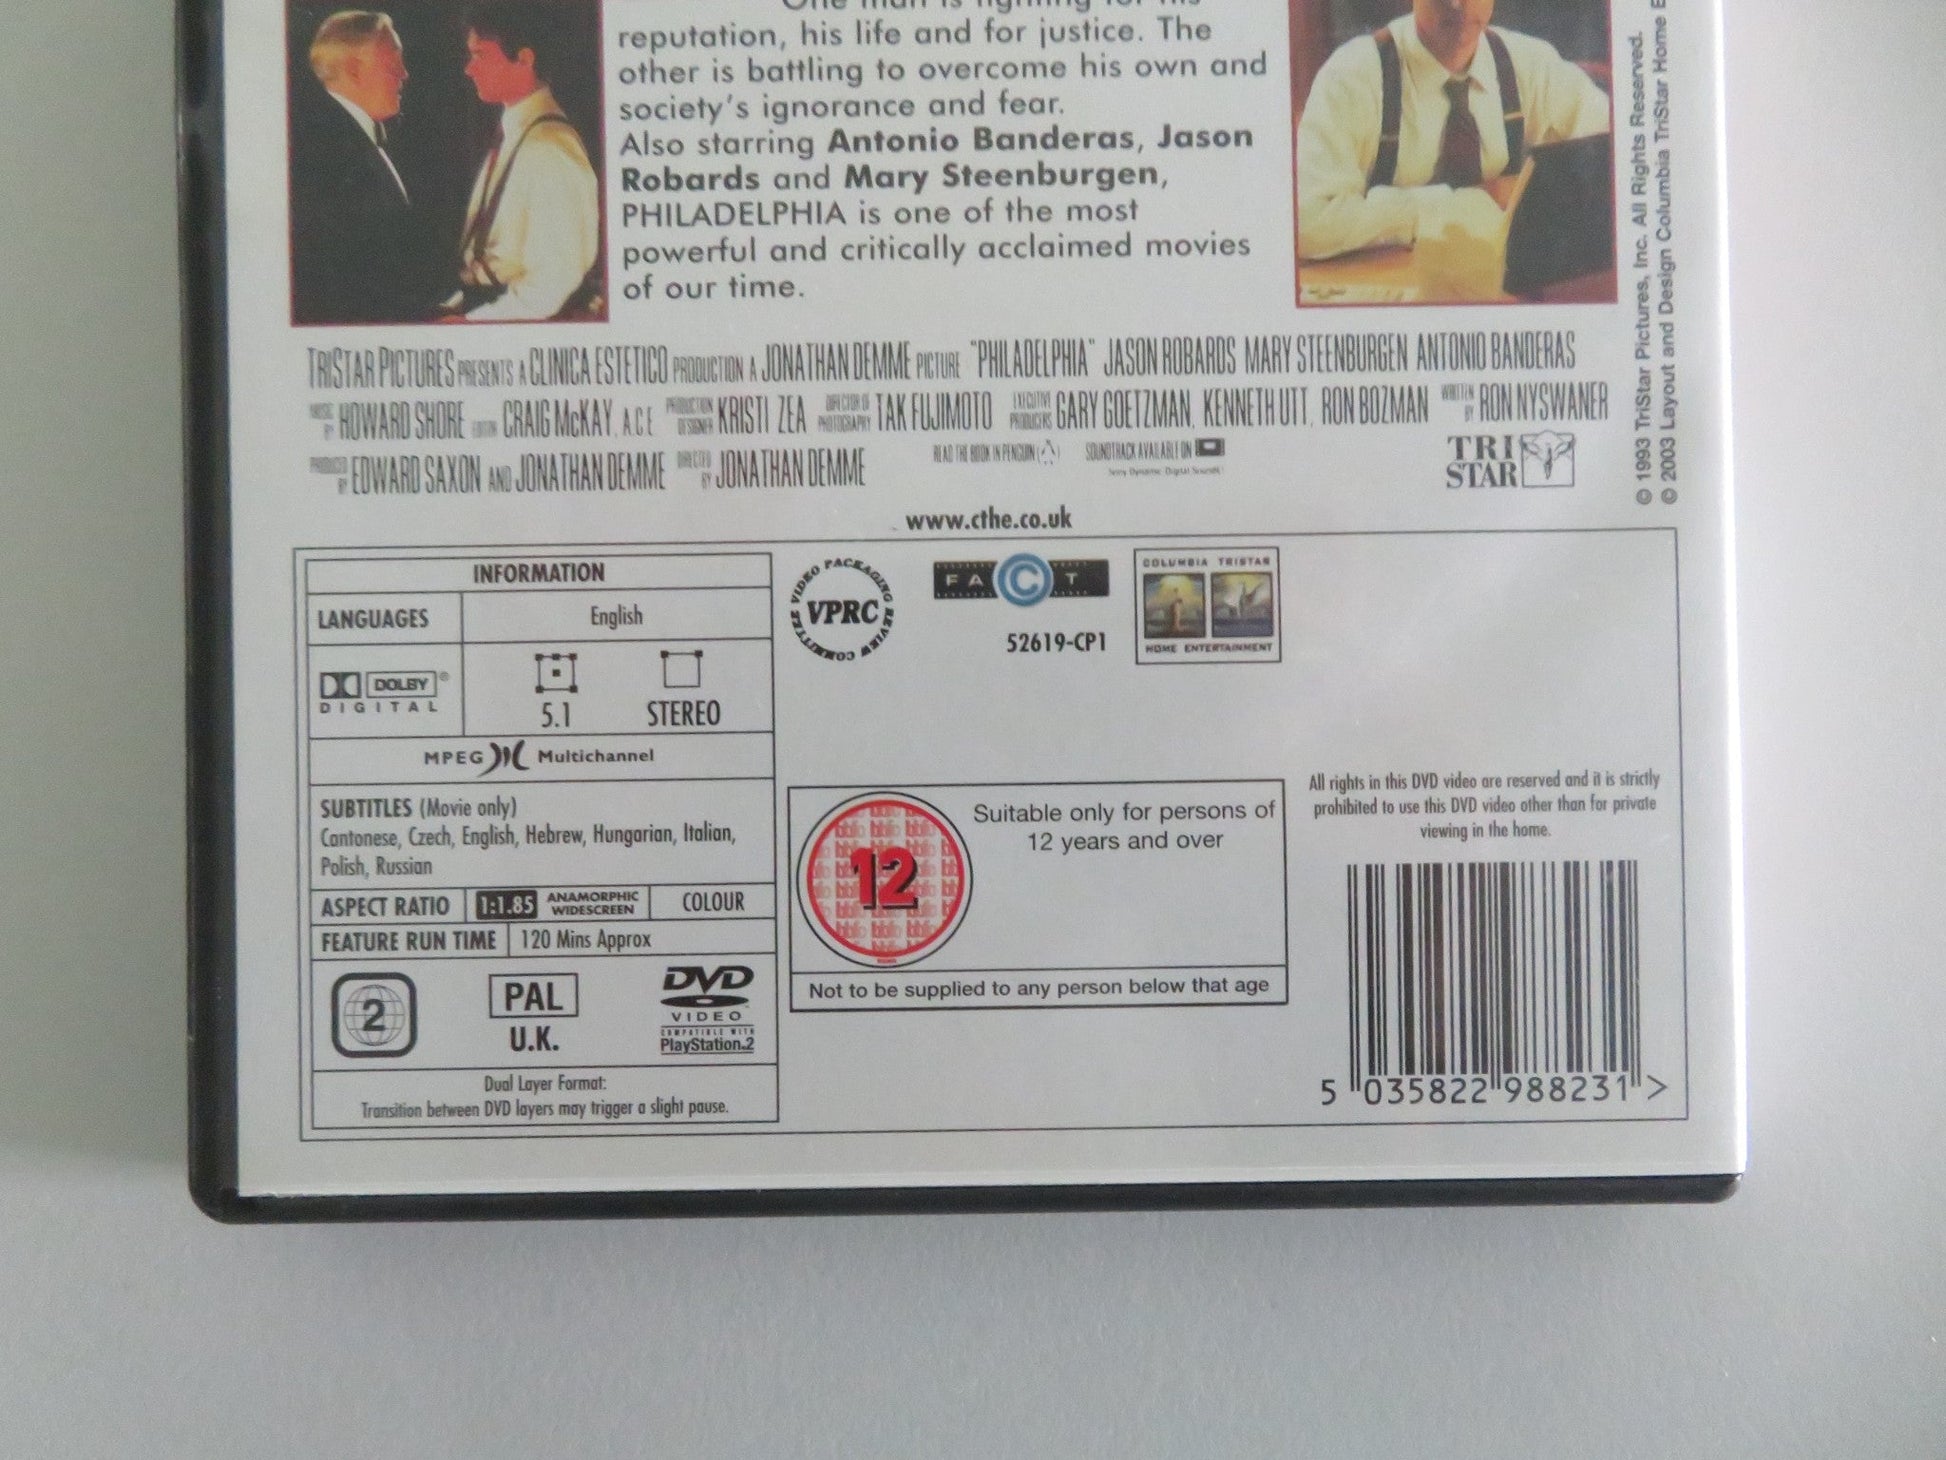 One man is fighting for his
reputation, his life and for justice. The
other is battling to overcome his own and
society's ignorance and fear.
Also starring Antonio Banderas, Jason
Robards and Mary Steenburgen,
PHILADELPHIA is one of the most
powerful and critically acclaimed movies
of our time.
© 1993 TriStar Pictures, Inc. All Rights Reserved.
© 2003 Layout and Design Columbia TriStar Home
TRISTAR PICTURES PRESENTS A CLINICA ESTETICO PRODUCTION A JONATHAN DEMME PICTURE "PHILADELPHIA" JASON ROBARDS MARY STEENBURGEN ANTONIO BANDERAS
MUSIC BY HOWARD SHORE EDITOR CRAIG McKAY, A.C.E. PRODUCTION DESIGNER KRISTI ZEA DIRECTOR OF PHOTOGRAPHY TAK FUJIMOTO EXECUTIVE PRODUCERS GARY GOETZMAN, KENNETH UTT, RON BOZMAN WRITTEN BY RON NYSWANER
PRODUCED BY EDWARD SAXON AND JONATHAN DEMME DIRECTED BY JONATHAN DEMME
READ THE BOOK IN PENGUIN
SOUNDTRACK AVAILABLE ON
Sony Dynamic Digital Sound
TRI
STAR
www.cthe.co.uk
INFORMATION
LANGUAGES English
DOLBY®
DIGITAL
5.1 STEREO
MPEG Multichannel
SUBTITLES (Movie only)
Cantonese, Czech, English, Hebrew, Hungarian, Italian,
Polish, Russian
ASPECT RATIO 1:1.85 ANAMORPHIC WIDESCREEN COLOUR
FEATURE RUN TIME 120 Mins Approx
2
PAL
U.K.
DVD
VIDEO
COMPATIBLE WITH
PlayStation.2
Dual Layer Format:
Transition between DVD layers may trigger a slight pause.
VIDEO PACKAGING REVIEW COMMITTEE
VPRC
FACT
52619-CP1
COLUMBIA TRISTAR
HOME ENTERTAINMENT
bbfc
12
Suitable only for persons of
12 years and over
Not to be supplied to any person below that age
All rights in this DVD video are reserved and it is strictly
prohibited to use this DVD video other than for private
viewing in the home.
5 035822 988231 >